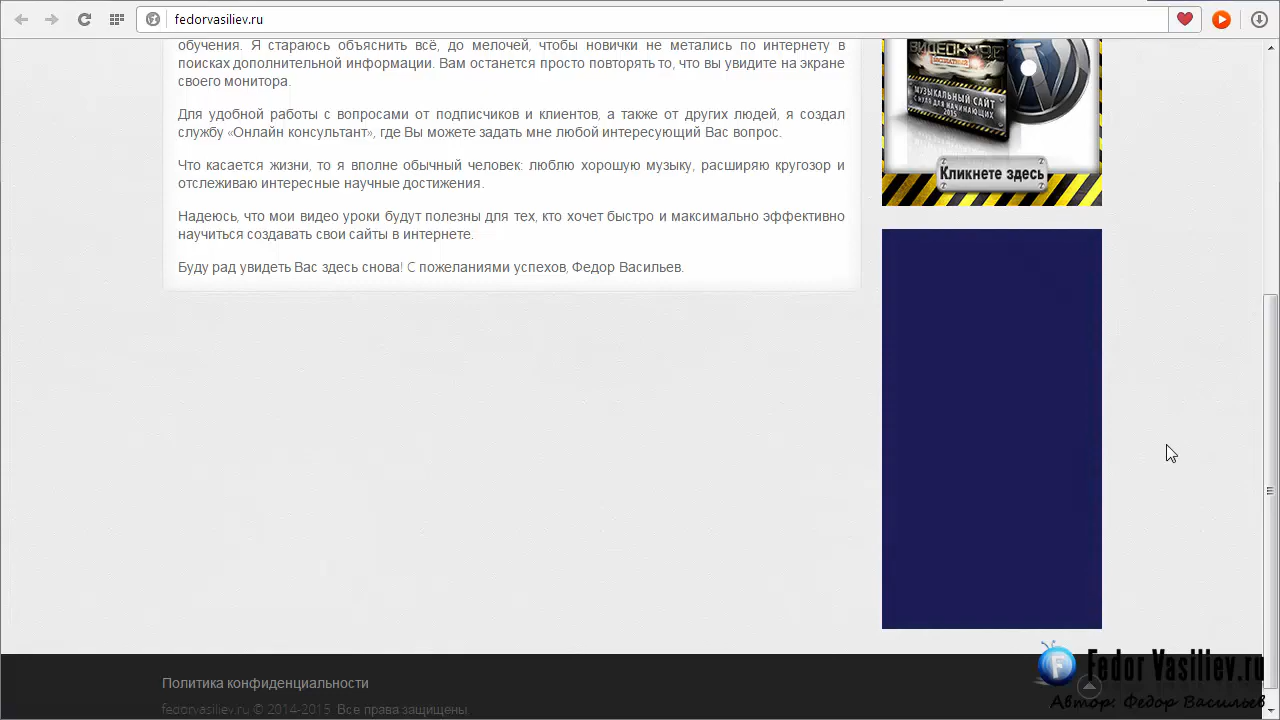 fedorvasiliev.ru
обучения. Я стараюсь объяснить всё, до мелочей, чтобы новички не метались по интернету в
поисках дополнительной информации. Вам останется просто повторять то, что вы увидите на экране
своего монитора.
Для удобной работы с вопросами от подписчиков и клиентов, а также от других людей, я создал
службу «Онлайн консультант», где Вы можете задать мне любой интересующий Вас вопрос.
Что касается жизни, то я вполне обычный человек: люблю хорошую музыку, расширяю кругозор и
отслеживаю интересные научные достижения.
Надеюсь, что мои видео уроки будут полезны для тех, кто хочет быстро и максимально эффективно
научиться создавать свои сайты в интернете.
Буду рад увидеть Вас здесь снова! С пожеланиями успехов, Федор Васильев.
ВИДЕОКУРС
БЕСПЛАТНЫЙ
МУЗЫКАЛЬНЫЙ САЙТ
С НУЛЯ ДЛЯ НАЧИНАЮЩИХ
2015
Кликнете здесь
Политика конфиденциальности
fedorvasiliev.ru © 2014-2015. Все права защищены.
Fedor Vasiliev.ru
Автор: Федор Васильев